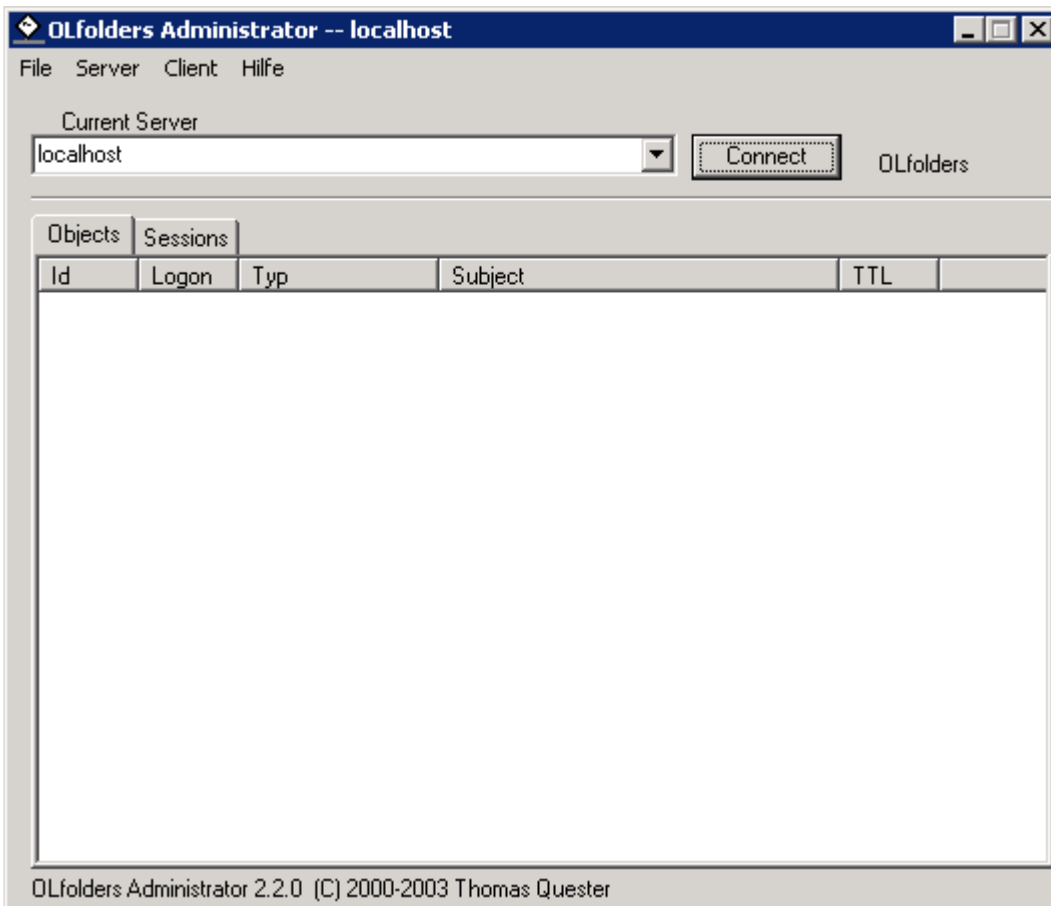 OLfolders Administrator -- localhost
File Server Client Hilfe
Current Server
localhost Connect OLfolders
Objects Sessions
Id Logon Typ Subject TTL
OLfolders Administrator 2.2.0 (C) 2000-2003 Thomas Quester